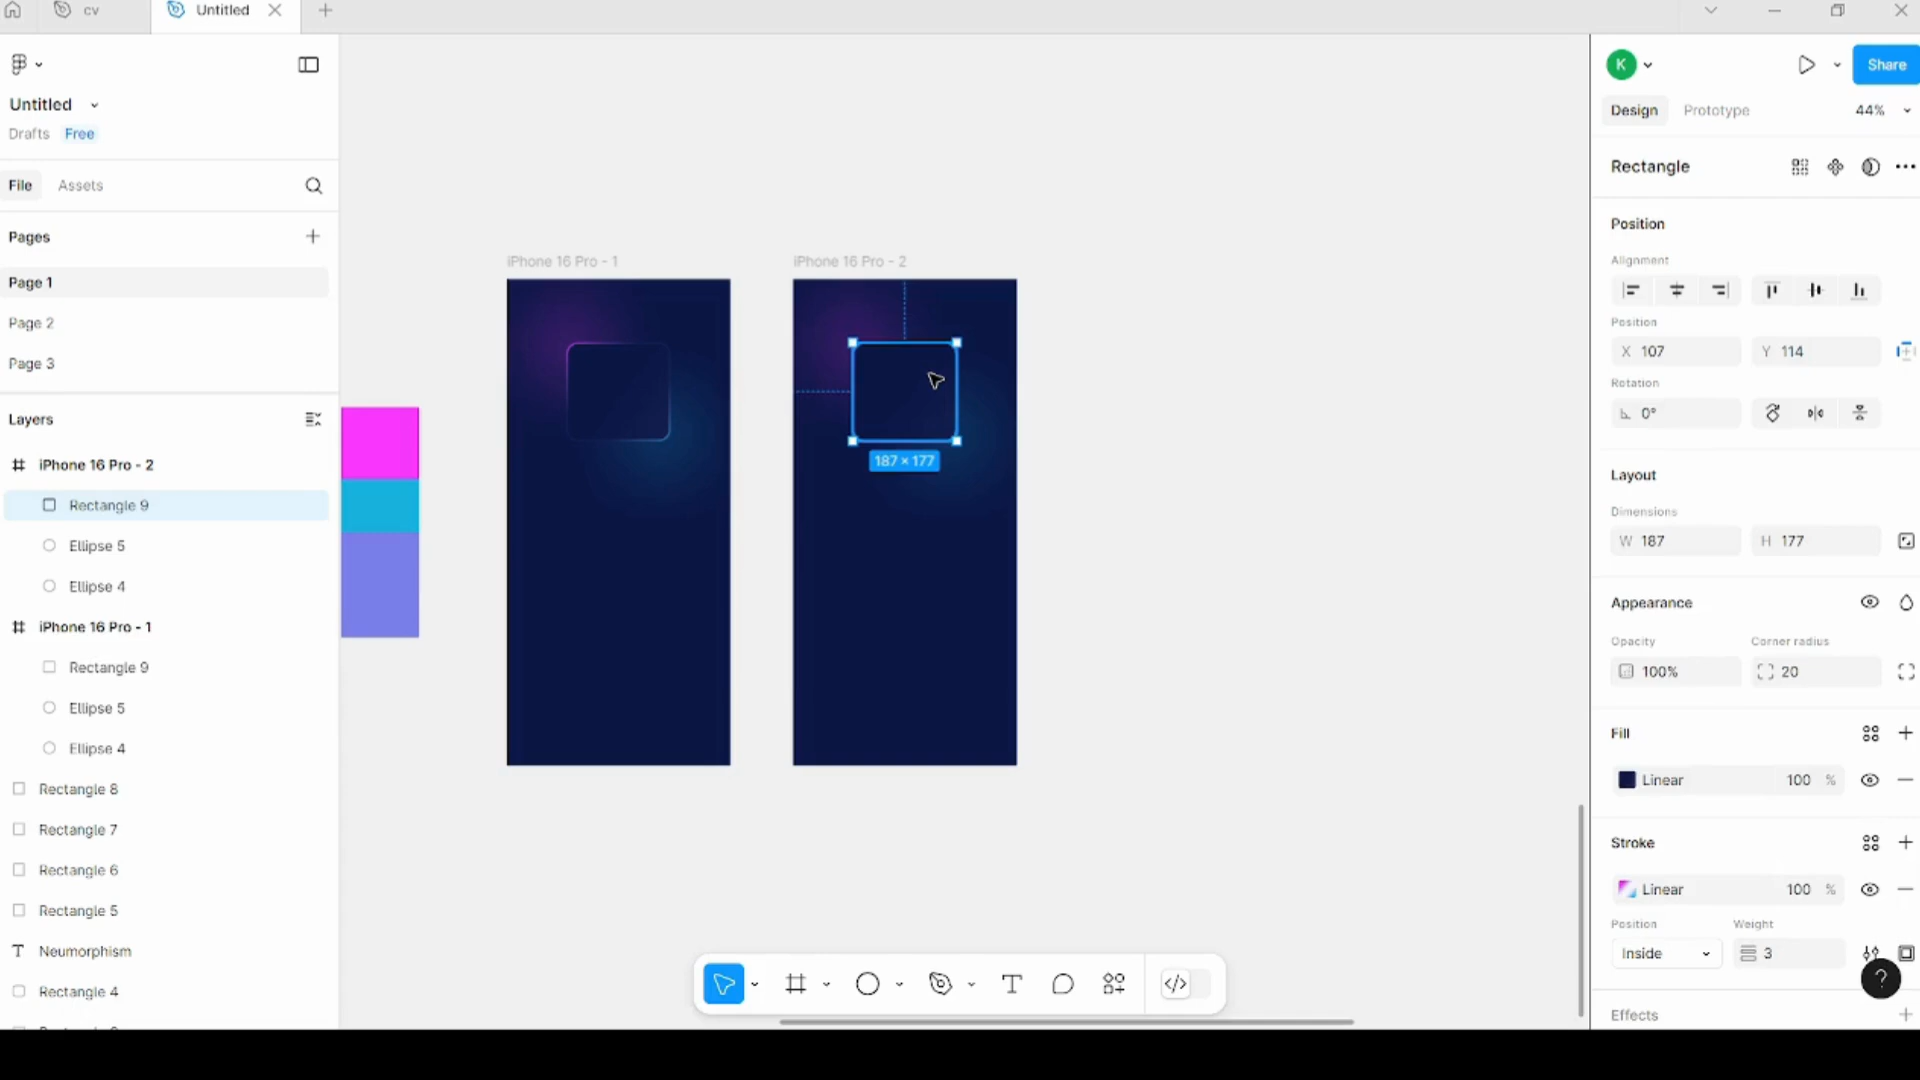 cv
Untitled
Untitled
Drafts Free
File Assets
Pages
Page 1
Page 2
Page 3
Layers
iPhone 16 Pro - 2
Rectangle 9
Ellipse 5
Ellipse 4
iPhone 16 Pro - 1
Rectangle 9
Ellipse 5
Ellipse 4
Rectangle 8
Rectangle 7
Rectangle 6
Rectangle 5
Neumorphism
Rectangle 4
iPhone 16 Pro - 1
iPhone 16 Pro - 2
187 × 177
K
Share
Design Prototype 44%
Rectangle
Position
Alignment
Position
X 107 Y 114
Rotation
0°
Layout
Dimensions
W 187 H 177
Appearance
Opacity Corner radius
100% 20
Fill
Linear 100 %
Stroke
Linear 100 %
Position Weight
Inside 3
?
Effects